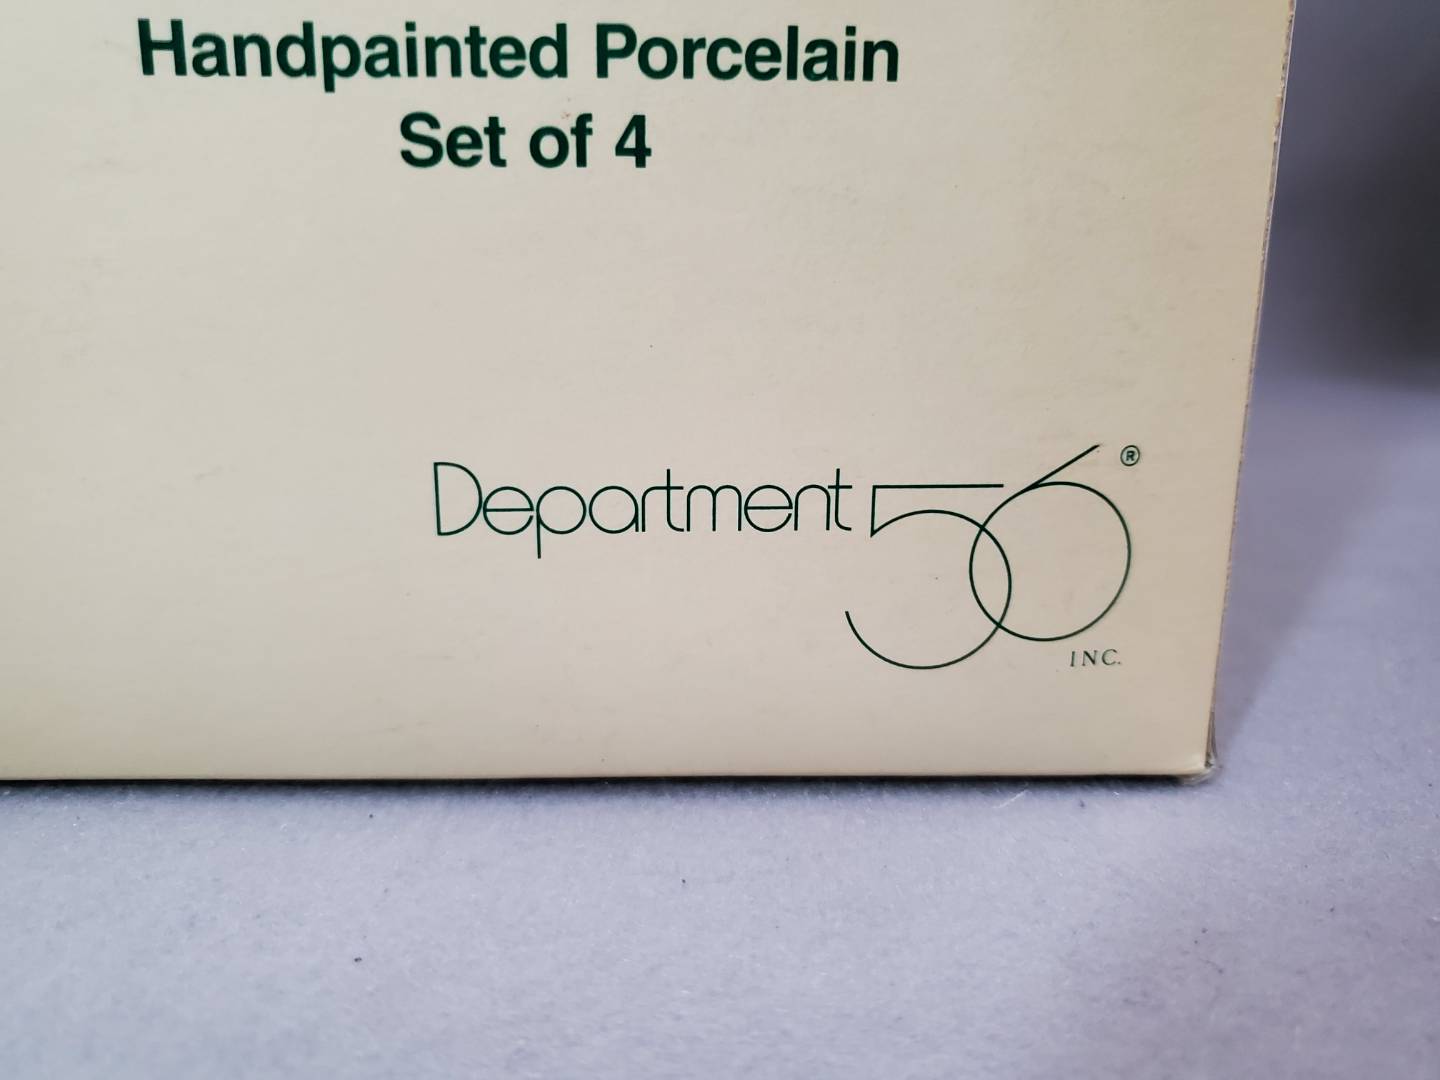 Handpainted Porcelain
Set of 4
Department 56 ®
INC.